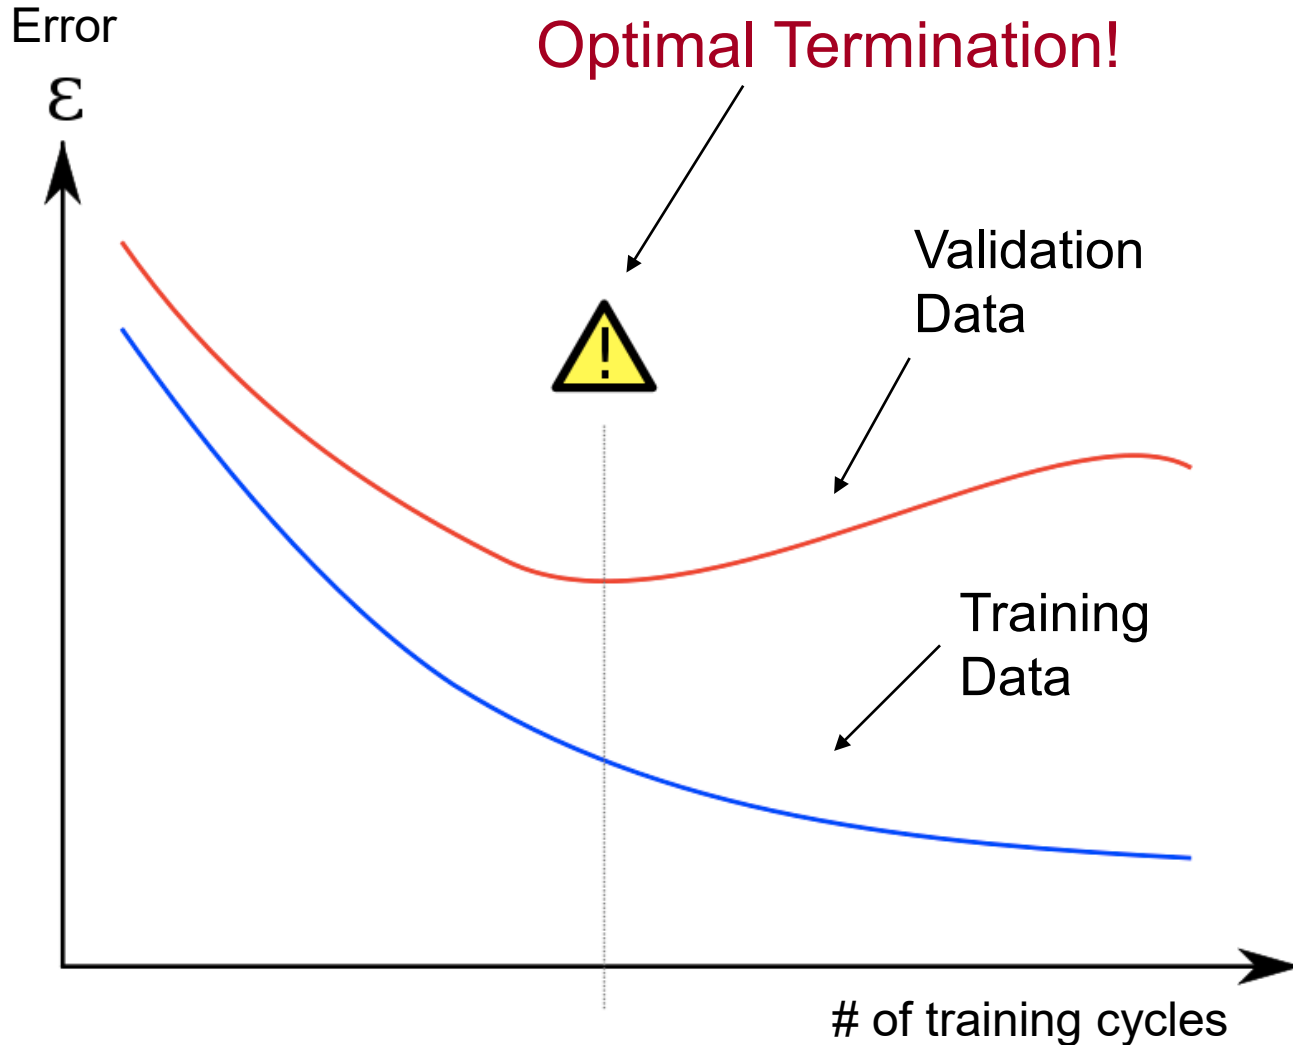 Error
Optimal Termination!
ε
!
Validation
Data
Training
Data
# of training cycles